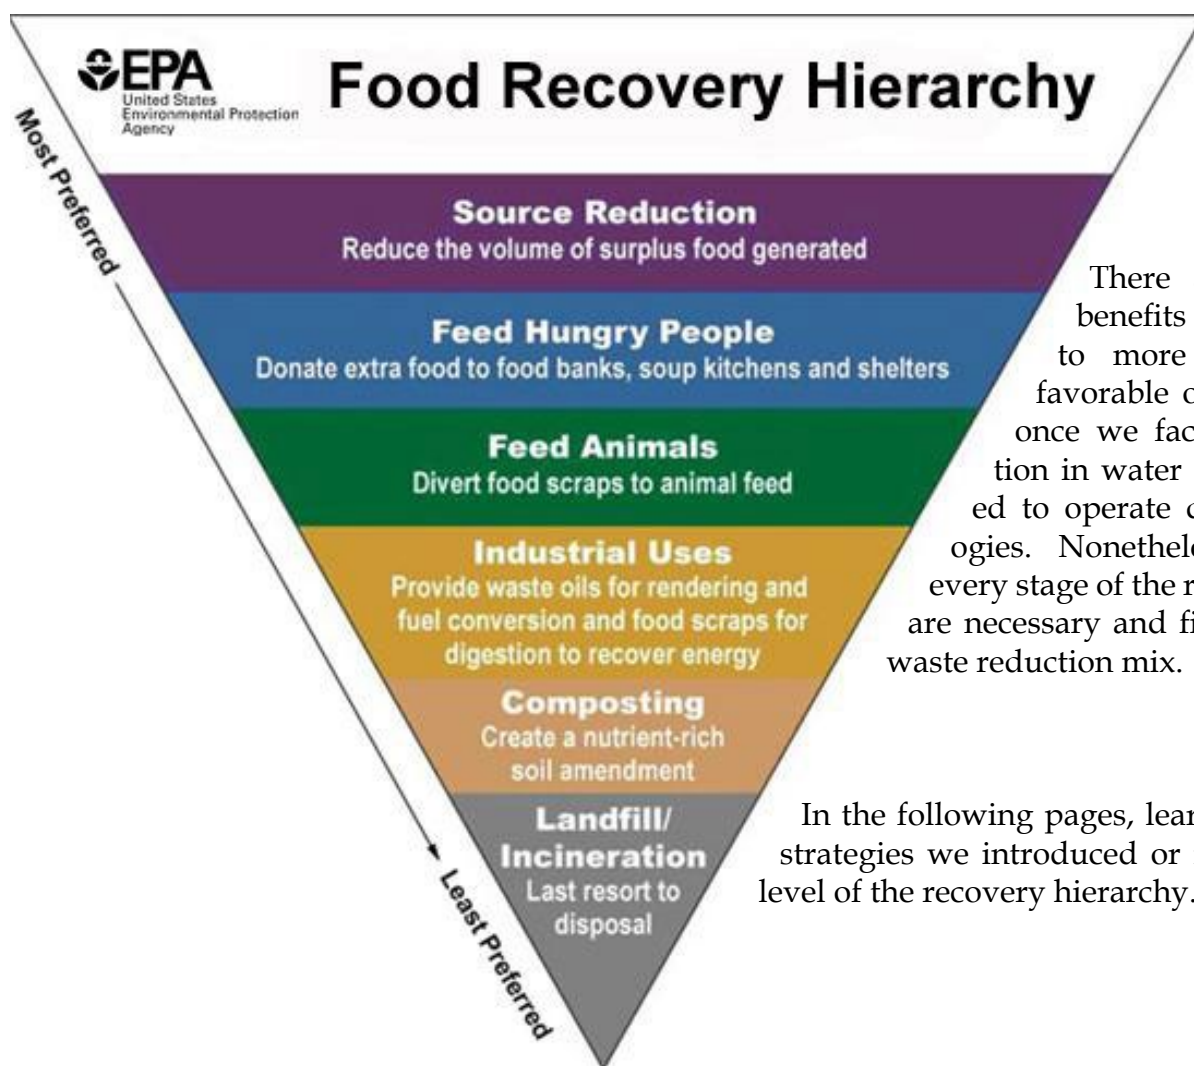 EPA
United States
Environmental Protection
Agency
Food Recovery Hierarchy
Most Preferred
Source Reduction
Reduce the volume of surplus food generated
Feed Hungry People
Donate extra food to food banks, soup kitchens and shelters
Feed Animals
Divert food scraps to animal feed
Industrial Uses
Provide waste oils for rendering and
fuel conversion and food scraps for
digestion to recover energy
Composting
Create a nutrient-rich
soil amendment
Landfill/
Incineration
Last resort to
disposal
Least Preferred
There
benefits
to more
favorable
once we
tion in water
ed to operate
ogies.
every stage of the
are necessary and
waste reduction mix.
In the following pages,
strategies we introduced or
level of the recovery hierarchy.